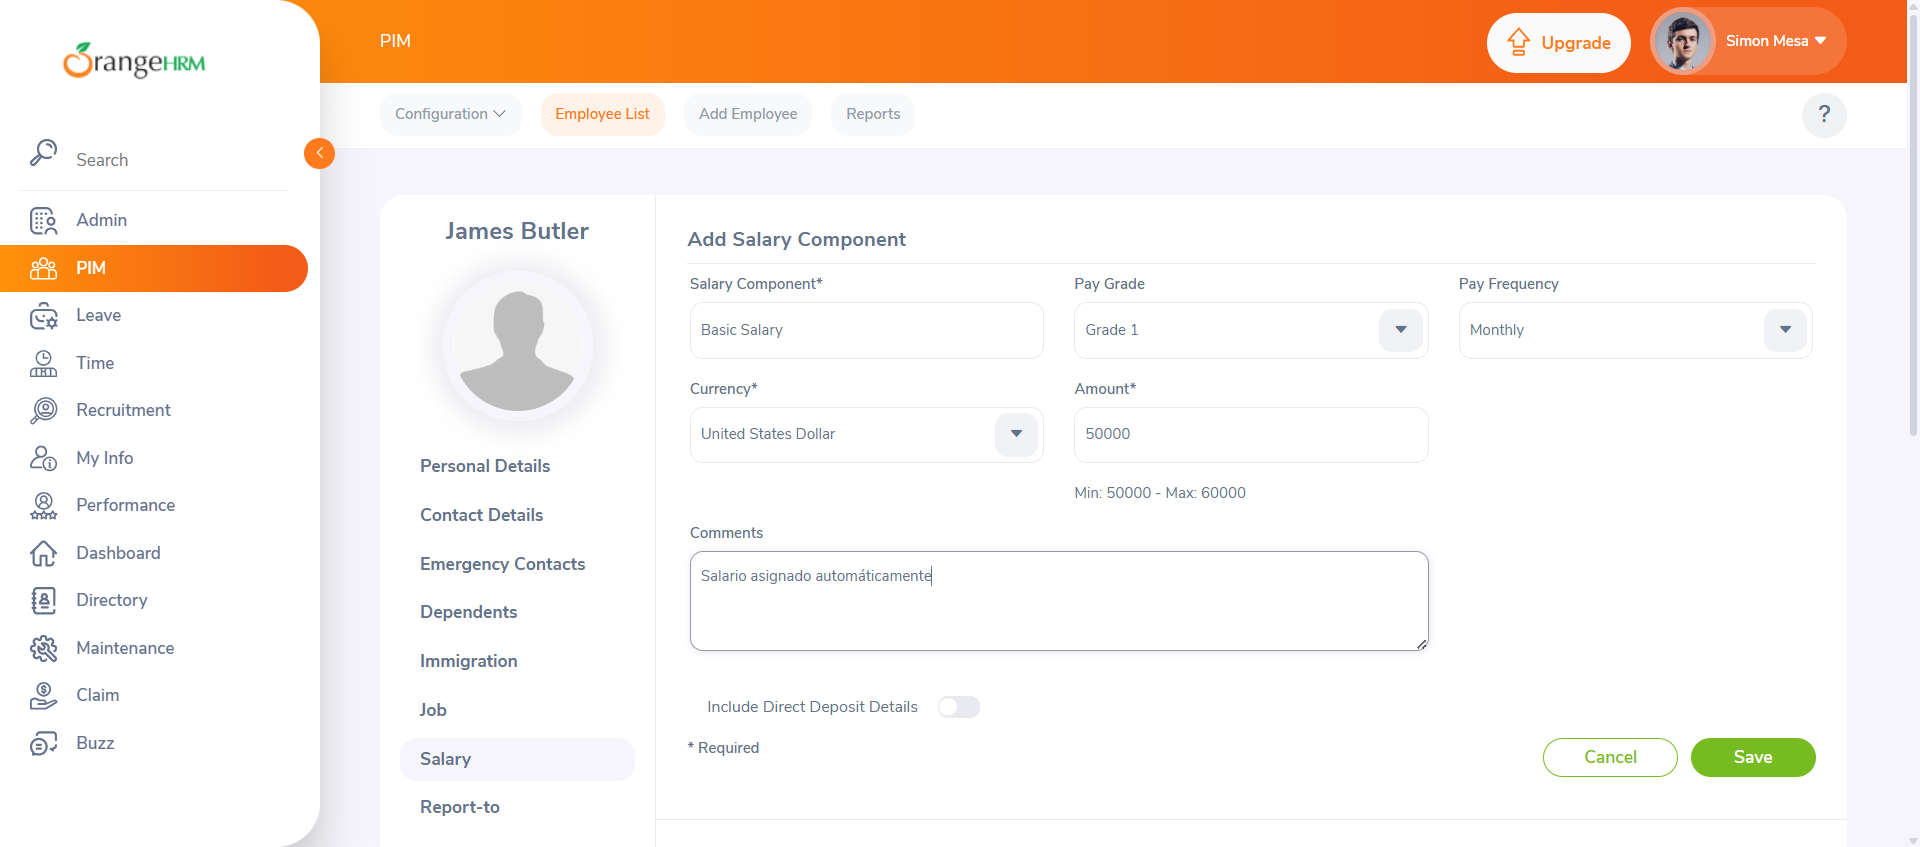 OrangeHRM
PIM
Upgrade
Simon Mesa
Configuration
Employee List
Add Employee
Reports
?
Search
Admin
PIM
Leave
Time
Recruitment
My Info
Performance
Dashboard
Directory
Maintenance
Claim
Buzz
James Butler
Personal Details
Contact Details
Emergency Contacts
Dependents
Immigration
Job
Salary
Report-to
Add Salary Component
Salary Component*
Pay Grade
Pay Frequency
Basic Salary
Grade 1
Monthly
Currency*
Amount*
United States Dollar
50000
Min: 50000 - Max: 60000
Comments
Salario asignado automáticamente
Include Direct Deposit Details
* Required
Cancel
Save